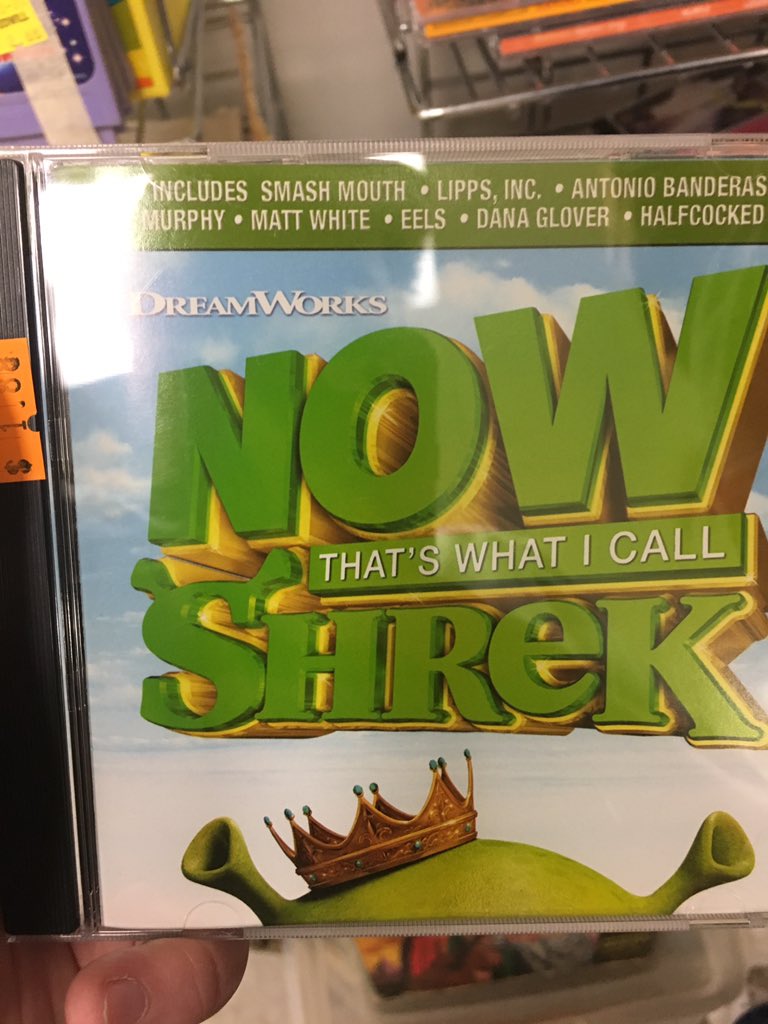 INCLUDES SMASH MOUTH • LIPPS, INC. • ANTONIO BANDERAS
MURPHY • MATT WHITE • EELS • DANA GLOVER • HALFCOCKED
DREAMWORKS
NOW
THAT'S WHAT I CALL
SHReK